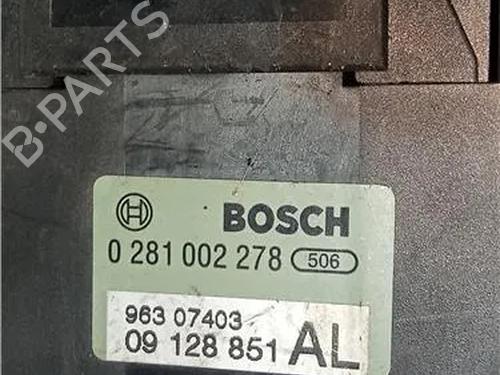 B-PARTS
BOSCH
0 281 002 278 506
963 07403
09 128 851 AL